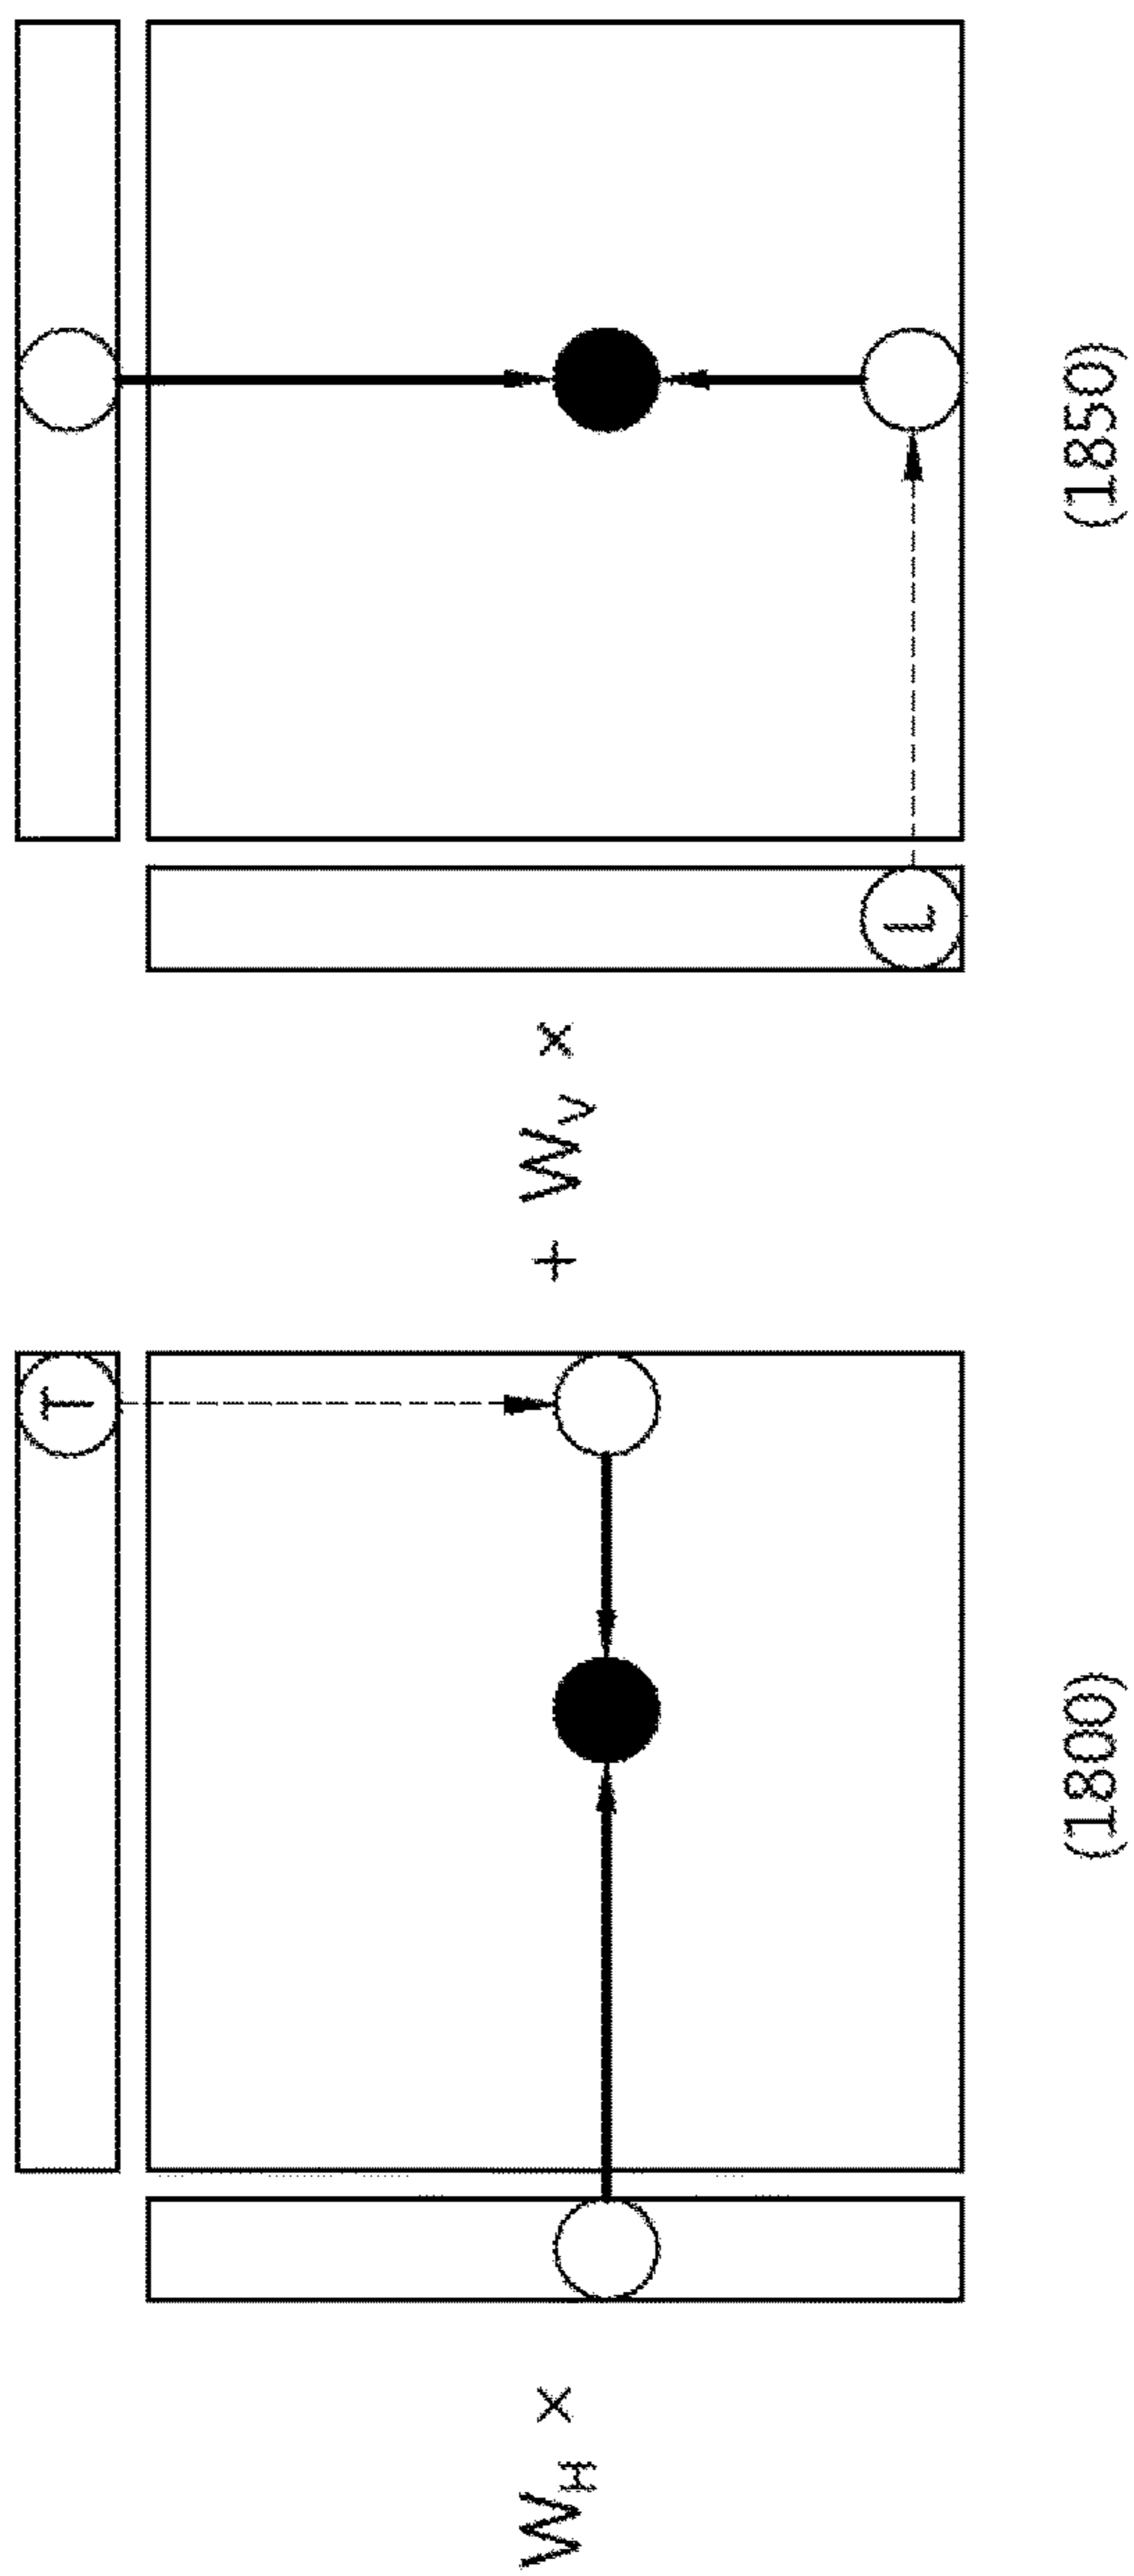 W_H × T + W_V × L
(1800) (1850)